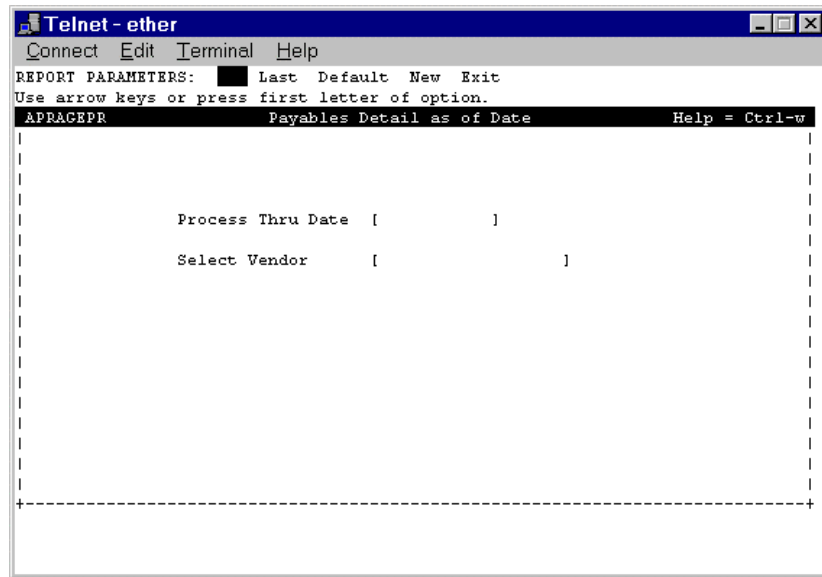 Telnet - ether
Connect Edit Terminal Help
REPORT PARAMETERS: Last Default New Exit
Use arrow keys or press first letter of option.
APRAGEPR Payables Detail as of Date Help = Ctrl-w
Process Thru Date [ ]
Select Vendor [ ]